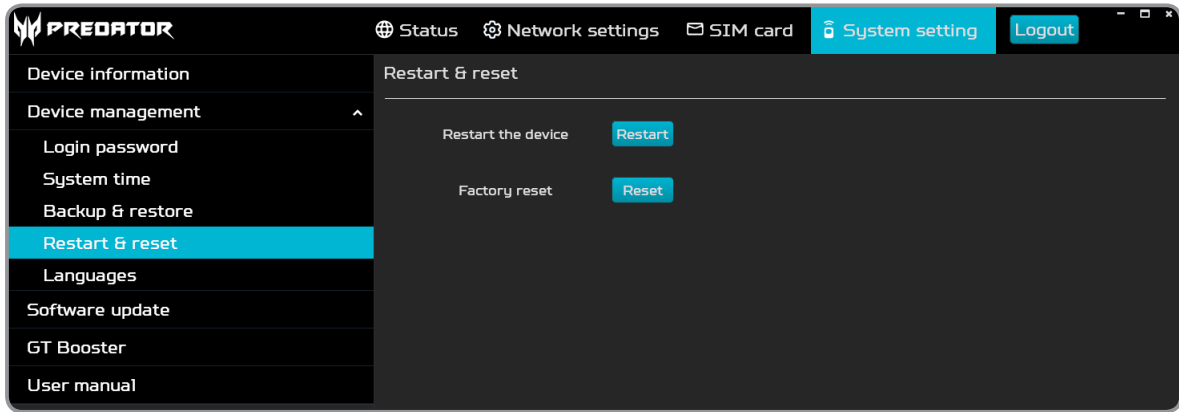 PREDATOR
Status
Network settings
SIM card
System setting
Logout
Device information
Device management
Login password
System time
Backup & restore
Restart & reset
Languages
Software update
GT Booster
User manual
Restart & reset
Restart the device
Restart
Factory reset
Reset